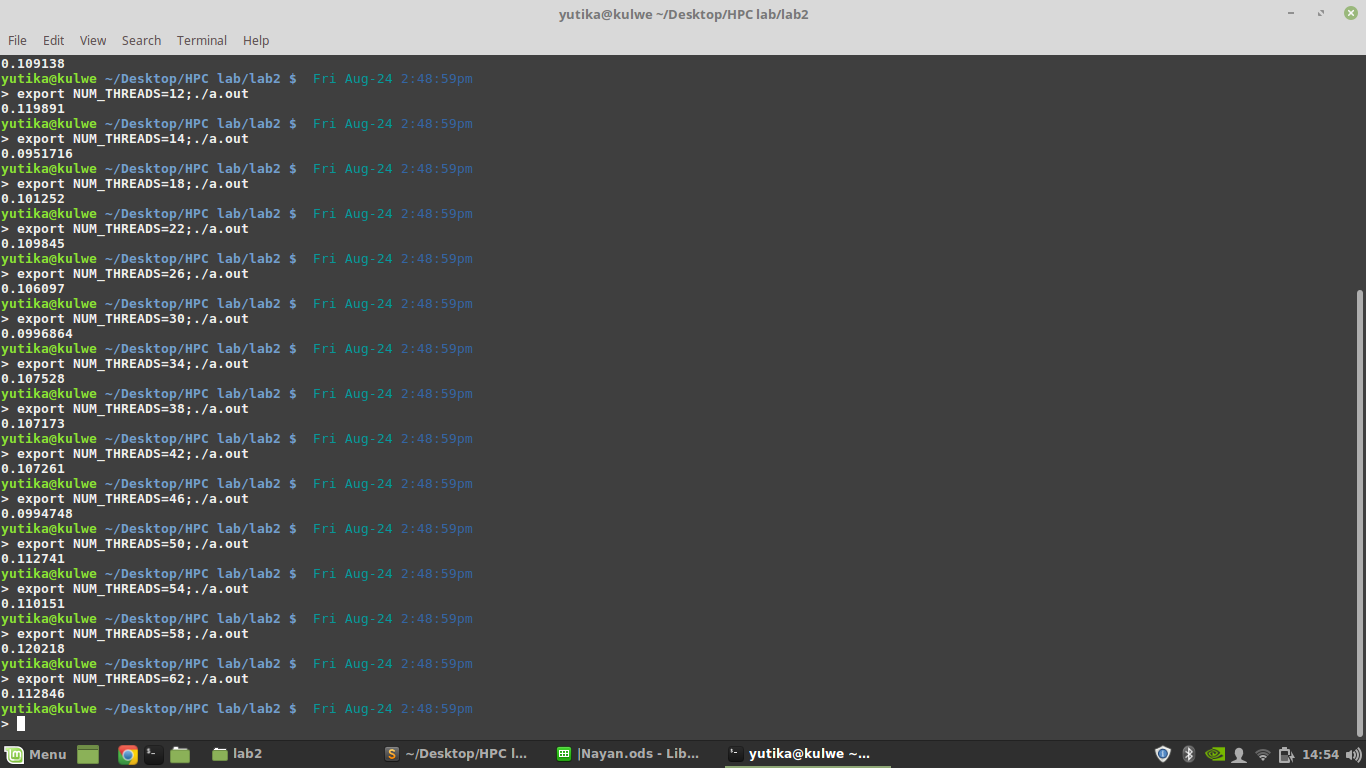 yutika@kulwe ~/Desktop/HPC lab/lab2
File Edit View Search Terminal Help
0.109138
yutika@kulwe ~/Desktop/HPC lab/lab2 $ Fri Aug-24 2:48:59pm
> export NUM_THREADS=12;./a.out
0.119891
yutika@kulwe ~/Desktop/HPC lab/lab2 $ Fri Aug-24 2:48:59pm
> export NUM_THREADS=14;./a.out
0.0951716
yutika@kulwe ~/Desktop/HPC lab/lab2 $ Fri Aug-24 2:48:59pm
> export NUM_THREADS=18;./a.out
0.101252
yutika@kulwe ~/Desktop/HPC lab/lab2 $ Fri Aug-24 2:48:59pm
> export NUM_THREADS=22;./a.out
0.109845
yutika@kulwe ~/Desktop/HPC lab/lab2 $ Fri Aug-24 2:48:59pm
> export NUM_THREADS=26;./a.out
0.106097
yutika@kulwe ~/Desktop/HPC lab/lab2 $ Fri Aug-24 2:48:59pm
> export NUM_THREADS=30;./a.out
0.0996864
yutika@kulwe ~/Desktop/HPC lab/lab2 $ Fri Aug-24 2:48:59pm
> export NUM_THREADS=34;./a.out
0.107528
yutika@kulwe ~/Desktop/HPC lab/lab2 $ Fri Aug-24 2:48:59pm
> export NUM_THREADS=38;./a.out
0.107173
yutika@kulwe ~/Desktop/HPC lab/lab2 $ Fri Aug-24 2:48:59pm
> export NUM_THREADS=42;./a.out
0.107261
yutika@kulwe ~/Desktop/HPC lab/lab2 $ Fri Aug-24 2:48:59pm
> export NUM_THREADS=46;./a.out
0.0994748
yutika@kulwe ~/Desktop/HPC lab/lab2 $ Fri Aug-24 2:48:59pm
> export NUM_THREADS=50;./a.out
0.112741
yutika@kulwe ~/Desktop/HPC lab/lab2 $ Fri Aug-24 2:48:59pm
> export NUM_THREADS=54;./a.out
0.110151
yutika@kulwe ~/Desktop/HPC lab/lab2 $ Fri Aug-24 2:48:59pm
> export NUM_THREADS=58;./a.out
0.120218
yutika@kulwe ~/Desktop/HPC lab/lab2 $ Fri Aug-24 2:48:59pm
> export NUM_THREADS=62;./a.out
0.112846
yutika@kulwe ~/Desktop/HPC lab/lab2 $ Fri Aug-24 2:48:59pm
>
Menu lab2 ~/Desktop/HPC l... |Nayan.ods - Lib... yutika@kulwe ~... 14:54